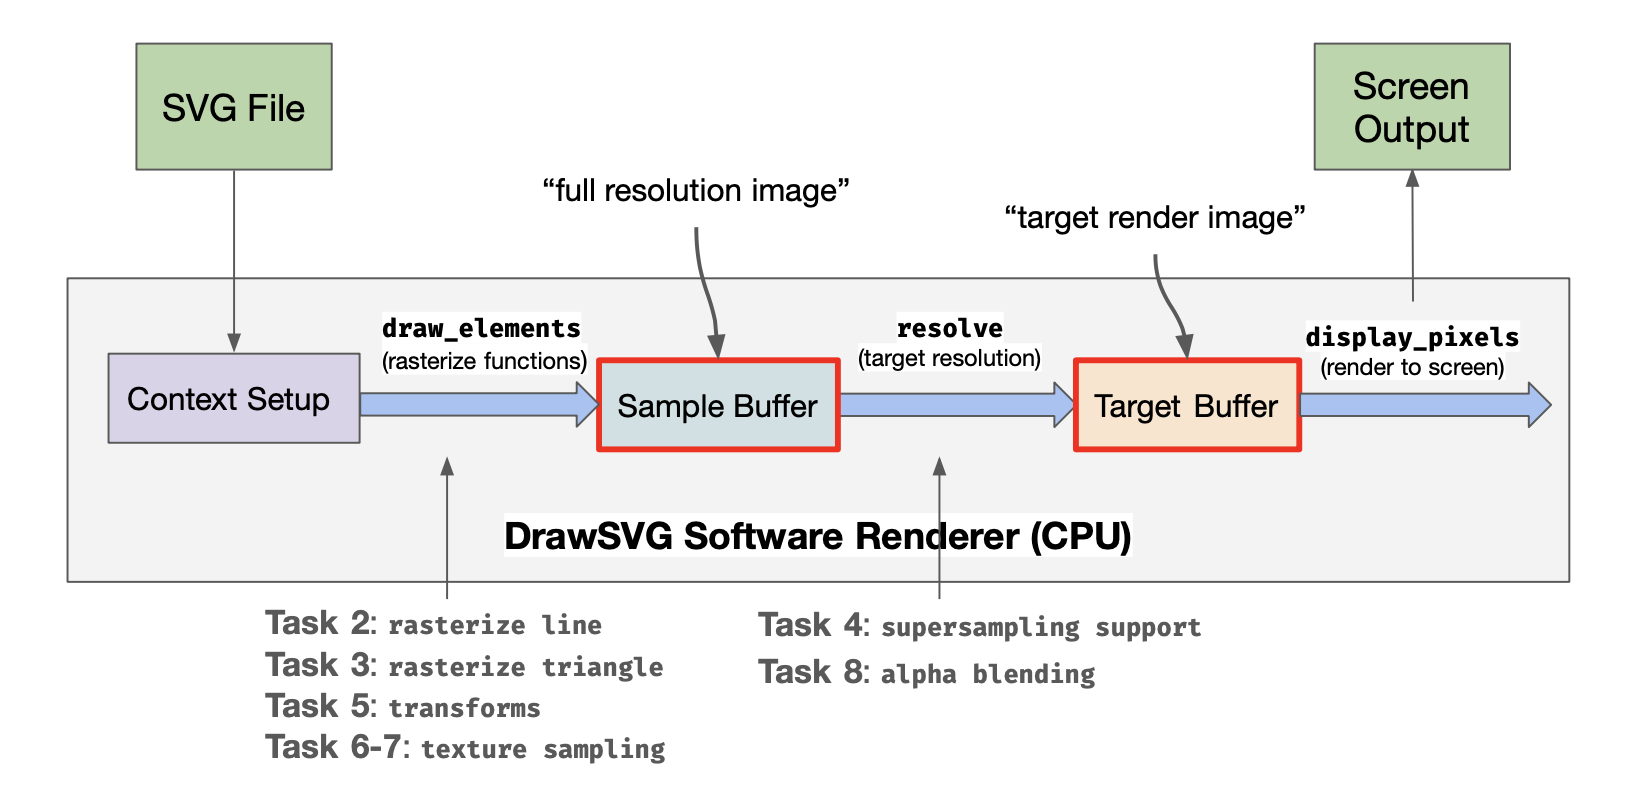 SVG File
Screen
Output
“full resolution image”
“target render image”
draw_elements
(rasterize functions)
resolve
(target resolution)
display_pixels
(render to screen)
Context Setup
Sample Buffer
Target Buffer
DrawSVG Software Renderer (CPU)
Task 2: rasterize line
Task 3: rasterize triangle
Task 5: transforms
Task 6-7: texture sampling
Task 4: supersampling support
Task 8: alpha blending